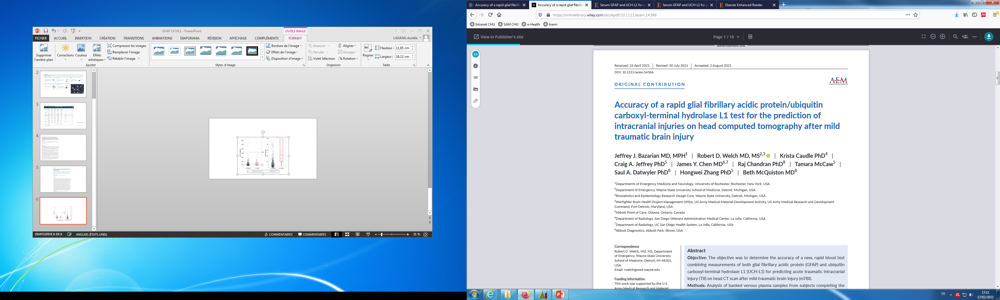 GFAP UCHL1 - PowerPoint
OUTILS IMAGE
FICHIER ACCUEIL INSERTION CRÉATION TRANSITIONS ANIMATIONS DIAPORAMA RÉVISION AFFICHAGE COMPLÉMENTS FORMAT
LADANG Aurélie
Supprimer l'arrière-plan
Corrections
Couleur
Effets artistiques
Compresser les images
Remplacer l'image
Rétablir l'image
Ajuster
Styles d'image
Bordure de l'image
Effets de l'image
Disposition d'image
Avancer
Reculer
Volet Sélection
Aligner
Grouper
Rotation
Organiser
Rogner
Hauteur : 11,65 cm
Largeur : 16,12 cm
Taille
2
3
4
5
6
DIAPOSITIVE 6 DE 6 ANGLAIS (ÉTATS-UNIS)
COMMENTAIRES COMMENTAIRES 31 %
Accuracy of a rapid glial fibrilla
Accuracy of a rapid glial fibrilla
Serum GFAP and UCH-L1 for p
Serum GFAP and UCH-L1 for p
Elsevier Enhanced Reader
https://onlinelibrary.wiley.com/doi/epdf/10.1111/acem.14366
Intranet CHU SAM CHU e-Health Inami
View in Publisher's site
Page 1 / 10
Advertisement End
Received: 23 April 2021 | Revised: 30 July 2021 | Accepted: 2 August 2021
DOI: 10.1111/acem.14366
ORIGINAL CONTRIBUTION
AEM
Academic Emergency Medicine
Accuracy of a rapid glial fibrillary acidic protein/ubiquitin
carboxyl-terminal hydrolase L1 test for the prediction of
intracranial injuries on head computed tomography after mild
traumatic brain injury
Jeffrey J. Bazarian MD, MPH1 | Robert D. Welch MD, MS2,3 | Krista Caudle PhD4 |
Craig A. Jeffrey PhD5 | James Y. Chen MD6,7 | Raj Chandran PhD8 | Tamara McCaw5 |
Saul A. Datwyler PhD8 | Hongwei Zhang PhD5 | Beth McQuiston MD8
1Departments of Emergency Medicine and Neurology, University of Rochester, Rochester, New York, USA
2Department of Emergency, Wayne State University School of Medicine, Detroit, Michigan, USA
3Biostatistics and Epidemiology Research Design Core, Wayne State University, Detroit, Michigan, USA
4Warfighter Brain Health Project Management Office, US Army Medical Materiel Development Activity, US Army Medical Research and Development
Command, Fort Detrick, Maryland, USA
5Abbott Point of Care, Ottawa, Ontario, Canada
6Department of Radiology, San Diego Veterans Administration Medical Center, La Jolla, California, USA
7Department of Radiology, UC San Diego Health System, La Jolla, California, USA
8Abbott Diagnostics, Abbott Park, Illinois, USA
Correspondence
Robert D. Welch, MD, MS, Department
of Emergency, Wayne State University
School of Medicine, Detroit, MI 48201,
USA.
Email: rwelch@med.wayne.edu
Funding information
This work was supported by the U.S.
Army Medical Research and Materiel
Abstract
Objective: The objective was to determine the accuracy of a new, rapid blood test
combining measurements of both glial fibrillary acidic protein (GFAP) and ubiquitin
carboxyl-terminal hydrolase L1 (UCH-L1) for predicting acute traumatic intracranial
injury (TII) on head CT scan after mild traumatic brain injury (mTBI).
Methods: Analysis of banked venous plasma samples from subjects completing the
FR
17:11
17/02/2022